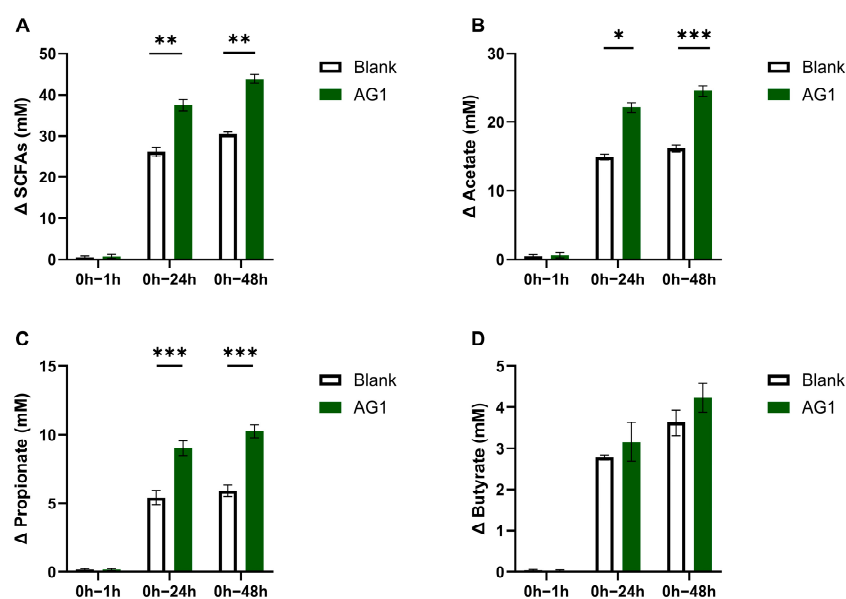 A
**
**
50
40
30
20
10
0
Δ SCFAs (mM)
0h−1h
0h−24h
0h−48h
Blank
AG1
B
*
***
30
20
10
0
Δ Acetate (mM)
0h−1h
0h−24h
0h−48h
Blank
AG1
C
***
***
15
10
5
0
Δ Propionate (mM)
0h−1h
0h−24h
0h−48h
Blank
AG1
D
5
4
3
2
1
0
Δ Butyrate (mM)
0h−1h
0h−24h
0h−48h
Blank
AG1